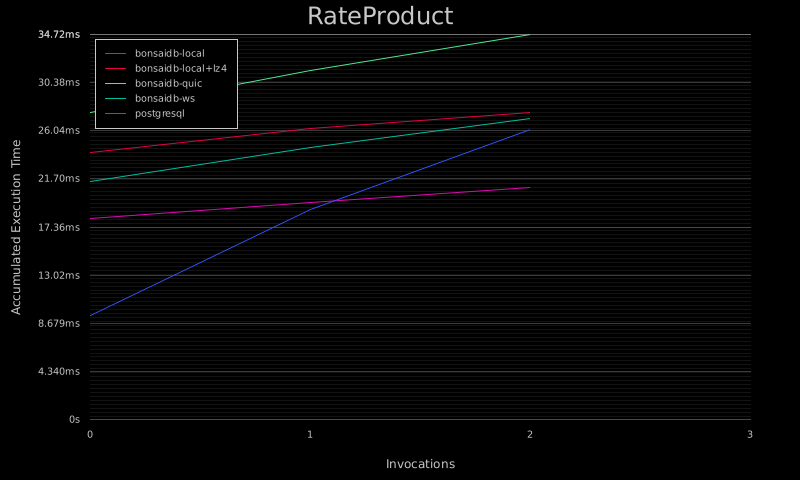 RateProduct
34.72ms
30.38ms
26.04ms
21.70ms
17.36ms
13.02ms
8.679ms
4.340ms
0s
bonsaidb-local
bonsaidb-local+lz4
bonsaidb-quic
bonsaidb-ws
postgresql
Accumulated Execution Time
0 1 2 3
Invocations